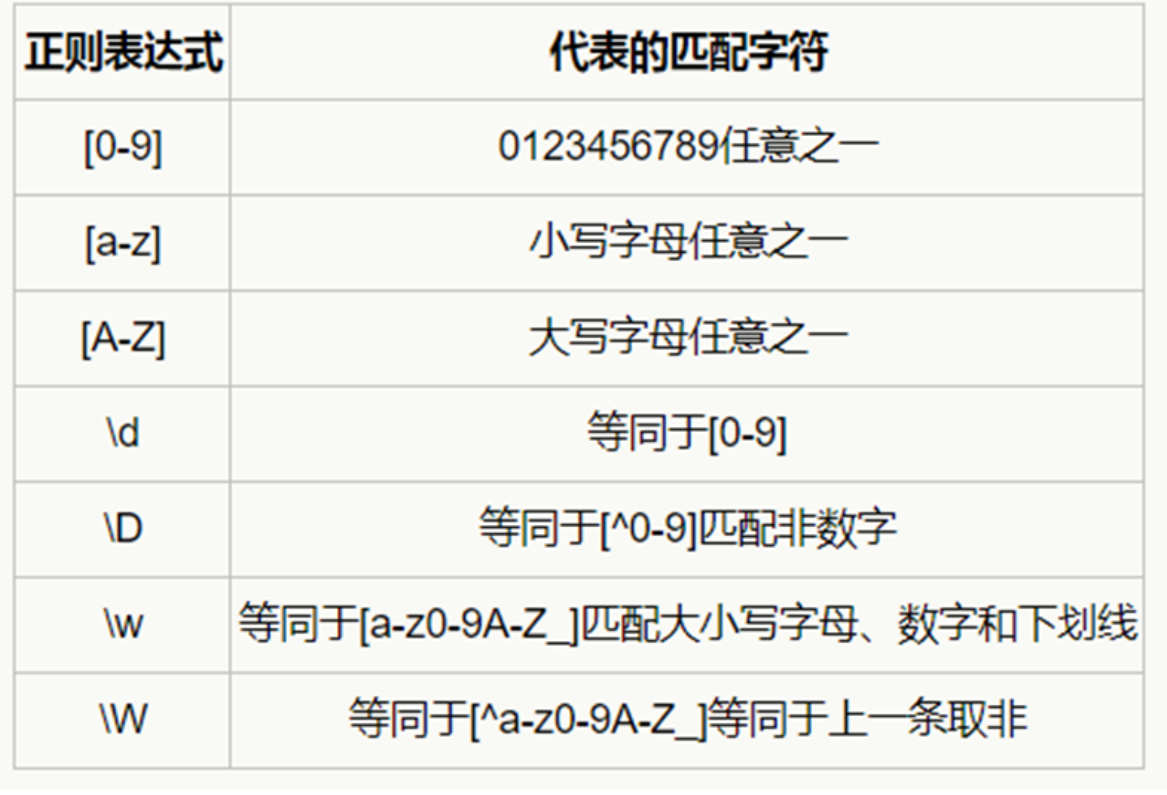 正则表达式 代表的匹配字符
[0-9] 0123456789任意之一
[a-z] 小写字母任意之一
[A-Z] 大写字母任意之一
\d 等同于[0-9]
\D 等同于[^0-9]匹配非数字
\w 等同于[a-z0-9A-Z_]匹配大小写字母、数字和下划线
\W 等同于[^a-z0-9A-Z_]等同于上一条取非